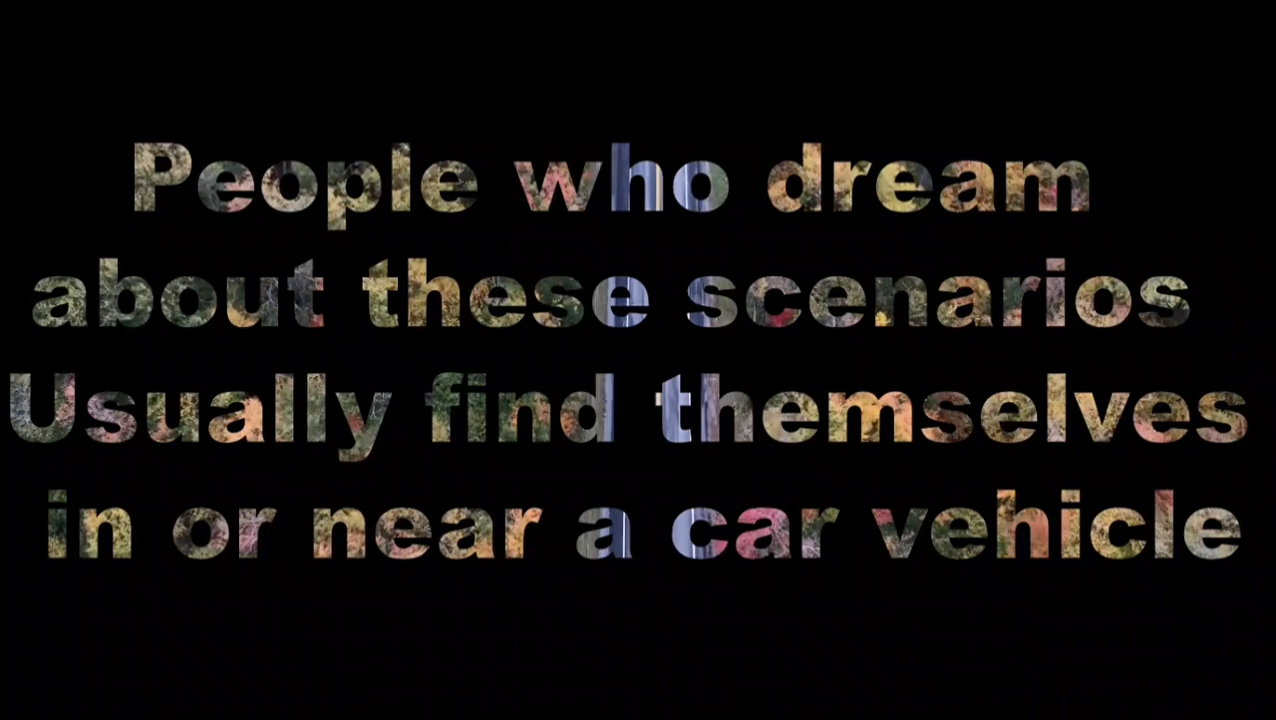 People who dream
about these scenarios
Usually find themselves
in or near a car vehicle